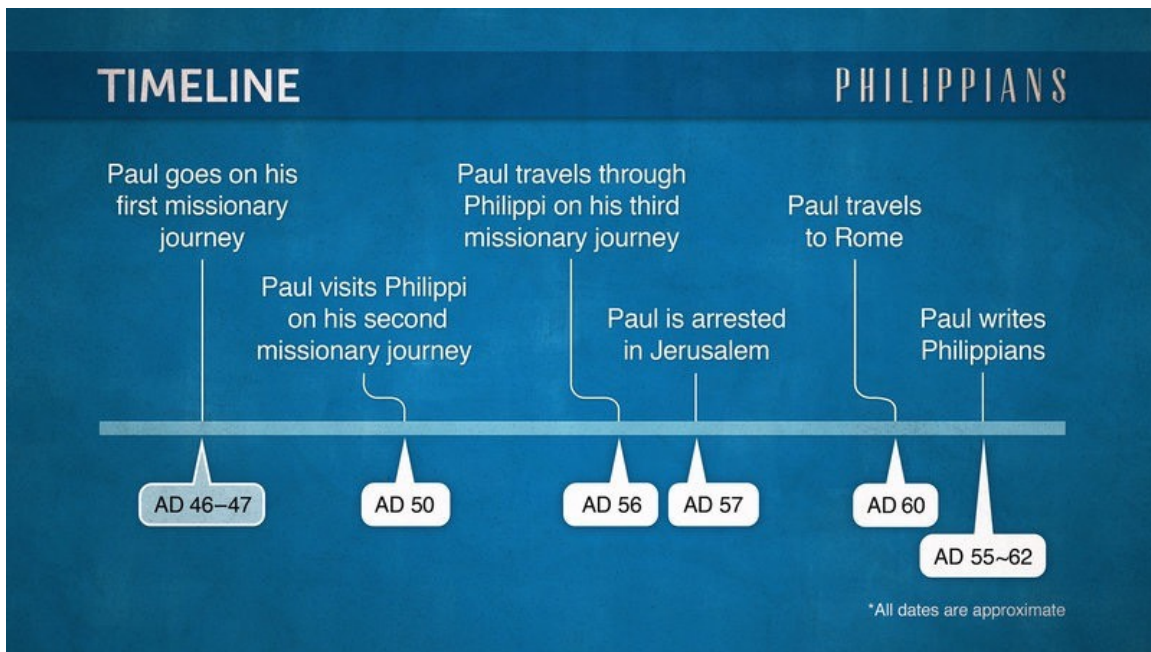 TIMELINE
PHILIPPIANS
Paul goes on his
first missionary
journey
Paul visits Philippi
on his second
missionary journey
Paul travels through
Philippi on his third
missionary journey
Paul is arrested
in Jerusalem
Paul travels
to Rome
Paul writes
Philippians
AD 46–47
AD 50
AD 56
AD 57
AD 60
AD 55~62
*All dates are approximate